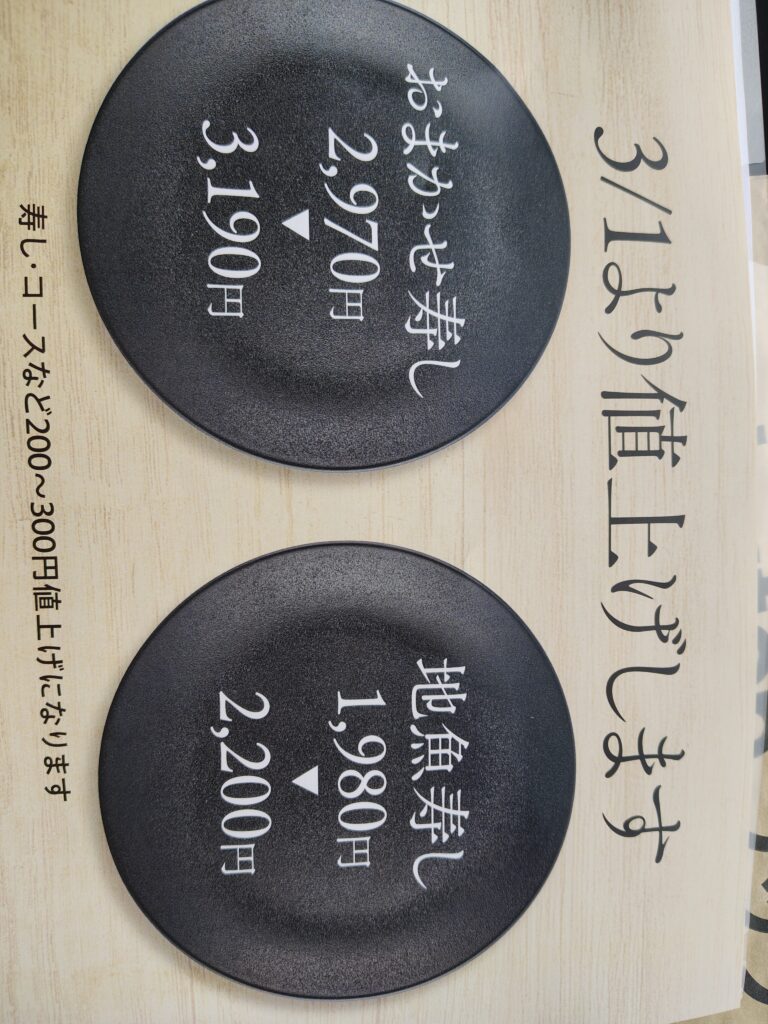 3/1より値上げします
おまかせ寿し
2,970円
▼
3,190円
地魚寿し
1,980円
▼
2,200円
寿し・コースなど200〜300円値上げになります